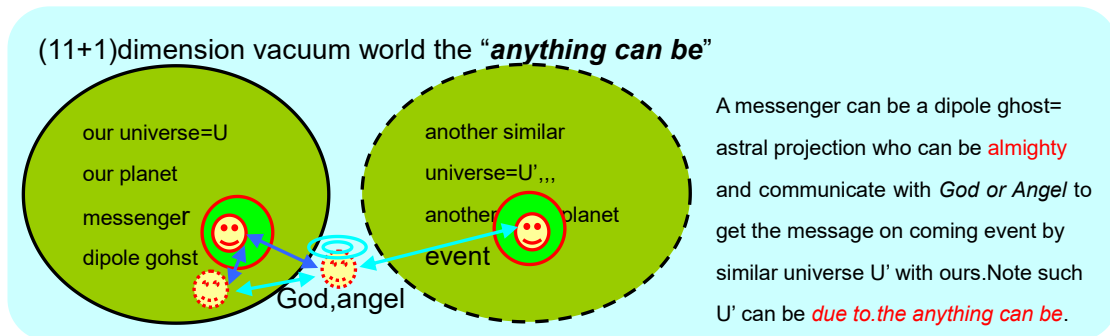 (11+1)dimension vacuum world the “anything can be”
our universe=U
our planet
messenger
dipole gohst
God,angel
another similar
universe=U’,,,
another planet
event
A messenger can be a dipole ghost=
astral projection who can be almighty
and communicate with God or Angel to
get the message on coming event by
similar universe U’ with ours.Note such
U’ can be due to.the anything can be.